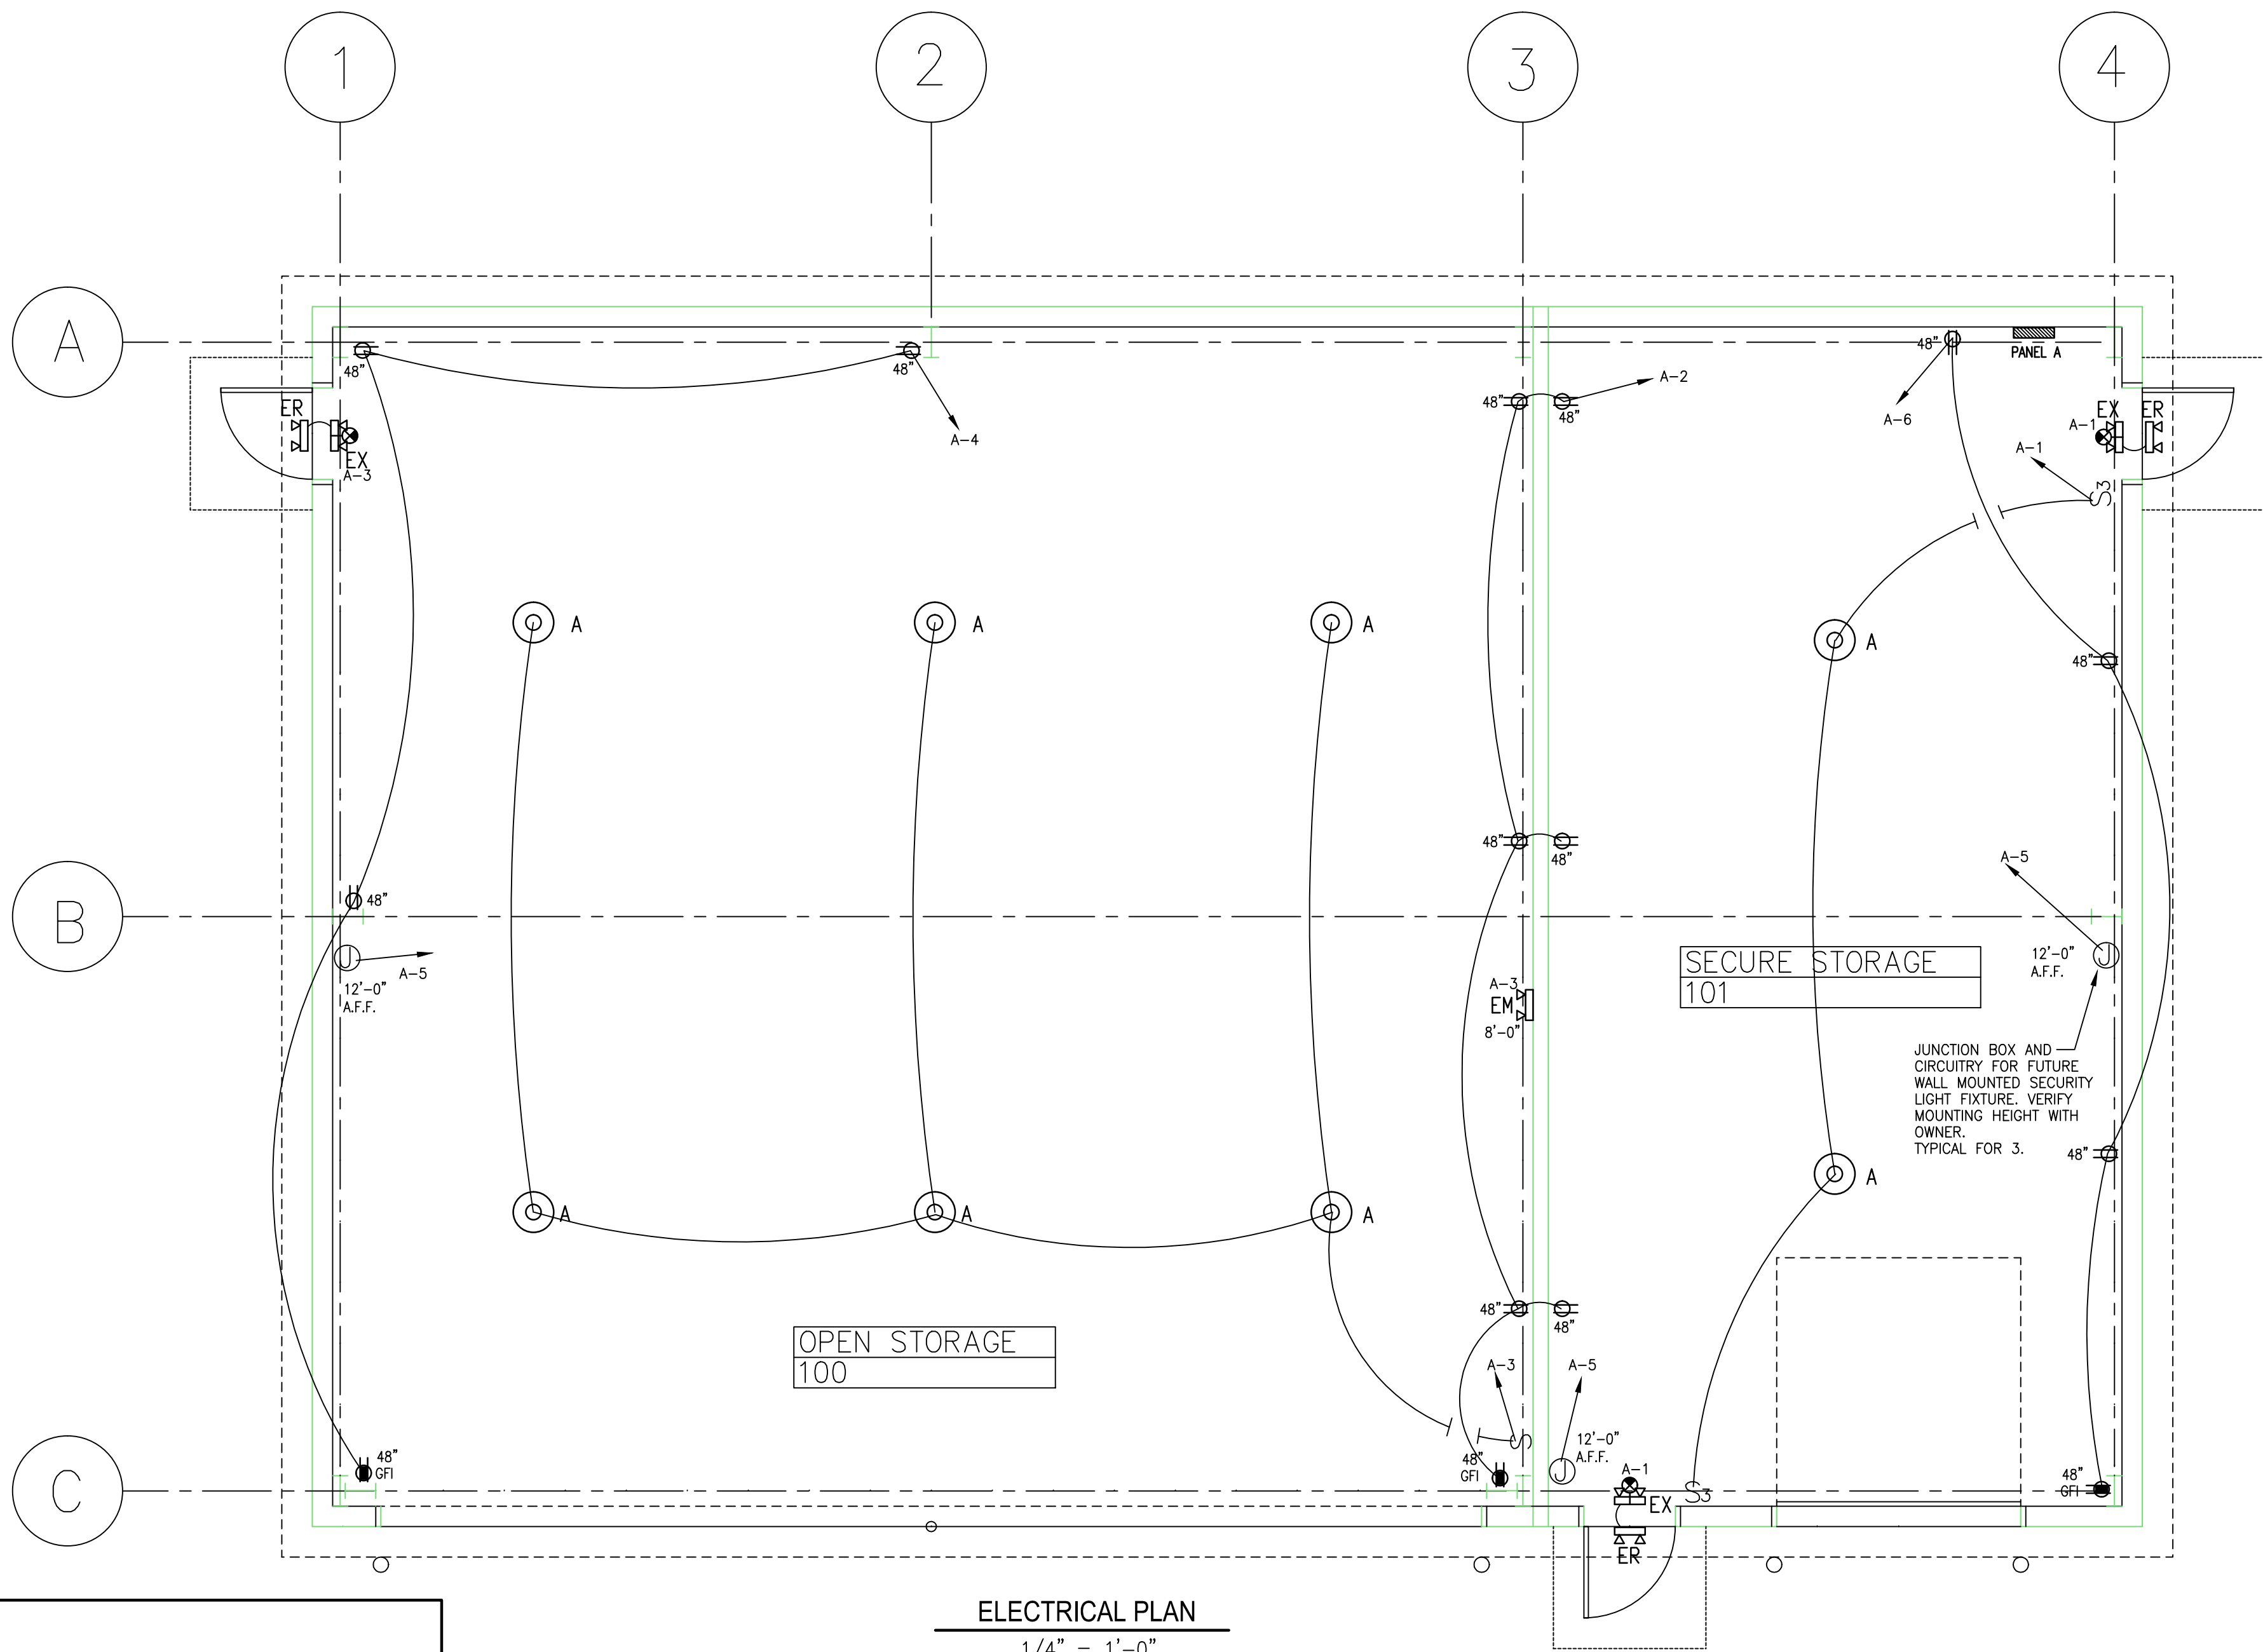 1
2
3
4
A
48"
48"
48"
PANEL A
48"
A-2
48"
ER
EX
A-3
A-4
A-6
EX ER
A-1
A-1
S3
A
A
A
A
48"
48"
48"
A-5
B
48"
A-5
12'-0"
A.F.F.
J
J
SECURE STORAGE
101
12'-0"
A.F.F.
A-3
EM
8'-0"
JUNCTION BOX AND
CIRCUITRY FOR FUTURE
WALL MOUNTED SECURITY
LIGHT FIXTURE. VERIFY
MOUNTING HEIGHT WITH
OWNER.
TYPICAL FOR 3.
48"
A
A
A
A
48"
48"
OPEN STORAGE
100
A-3
A-5
S
12'-0"
A.F.F.
J
C
48"
GFI
48"
GFI
A-1
EX
S3
48"
GFI
ER
ELECTRICAL PLAN
1/4" = 1'-0"